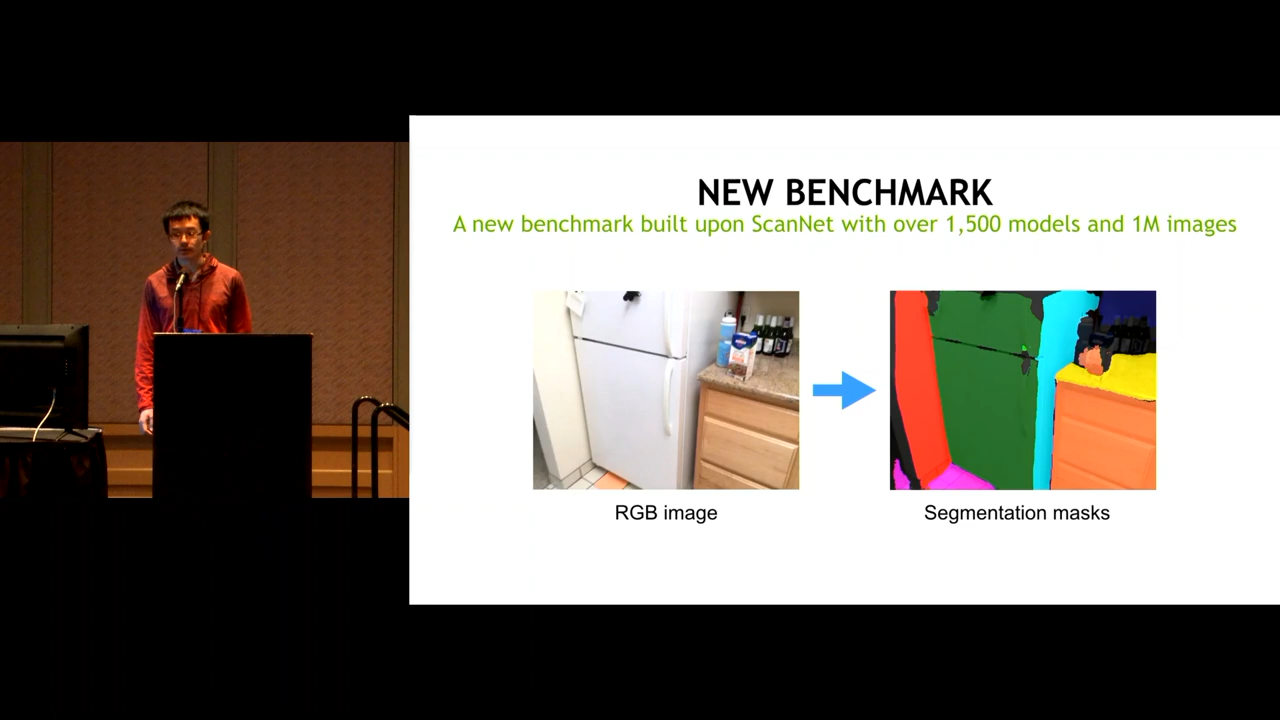 NEW BENCHMARK
A new benchmark built upon ScanNet with over 1,500 models and 1M images
RGB image
Segmentation masks